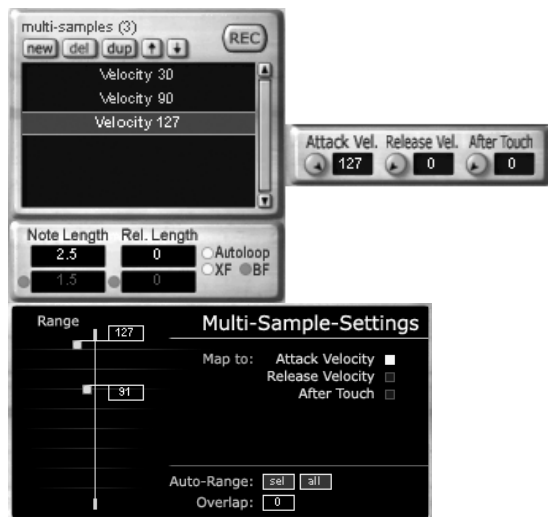 multi-samples (3)
new del dup REC
Velocity 30
Velocity 90
Velocity 127
Attack Vel. Release Vel. After Touch
127 0 0
Note Length Rel. Length
2.5 0 Autoloop
1.5 0 XF BF
Range 127 Multi-Sample-Settings
Map to: Attack Velocity
Release Velocity
91 After Touch
Auto-Range: sel all
Overlap: 0